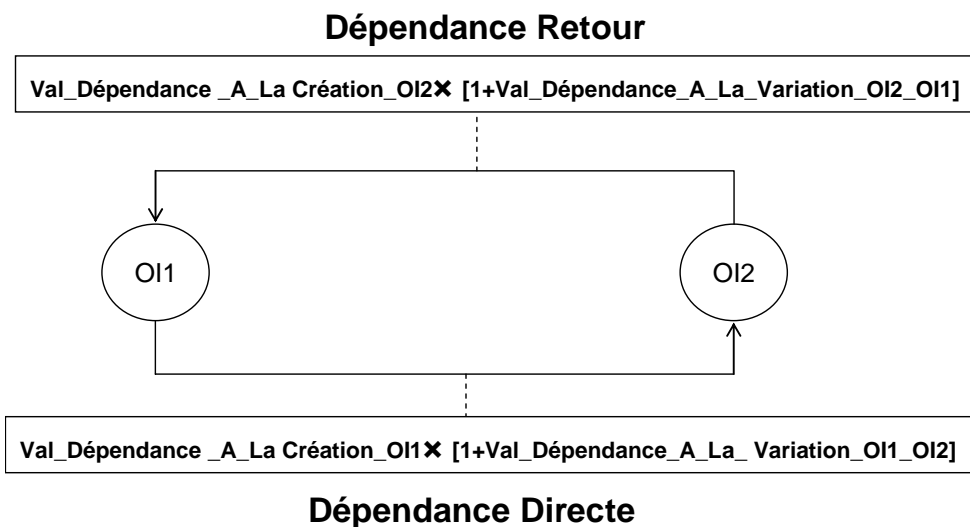 Dépendance Retour
Val_Dépendance _A_La Création_OI2× [1+Val_Dépendance_A_La_Variation_OI2_OI1]
OI1
OI2
Val_Dépendance _A_La Création_OI1× [1+Val_Dépendance_A_La_ Variation_OI1_OI2]
Dépendance Directe